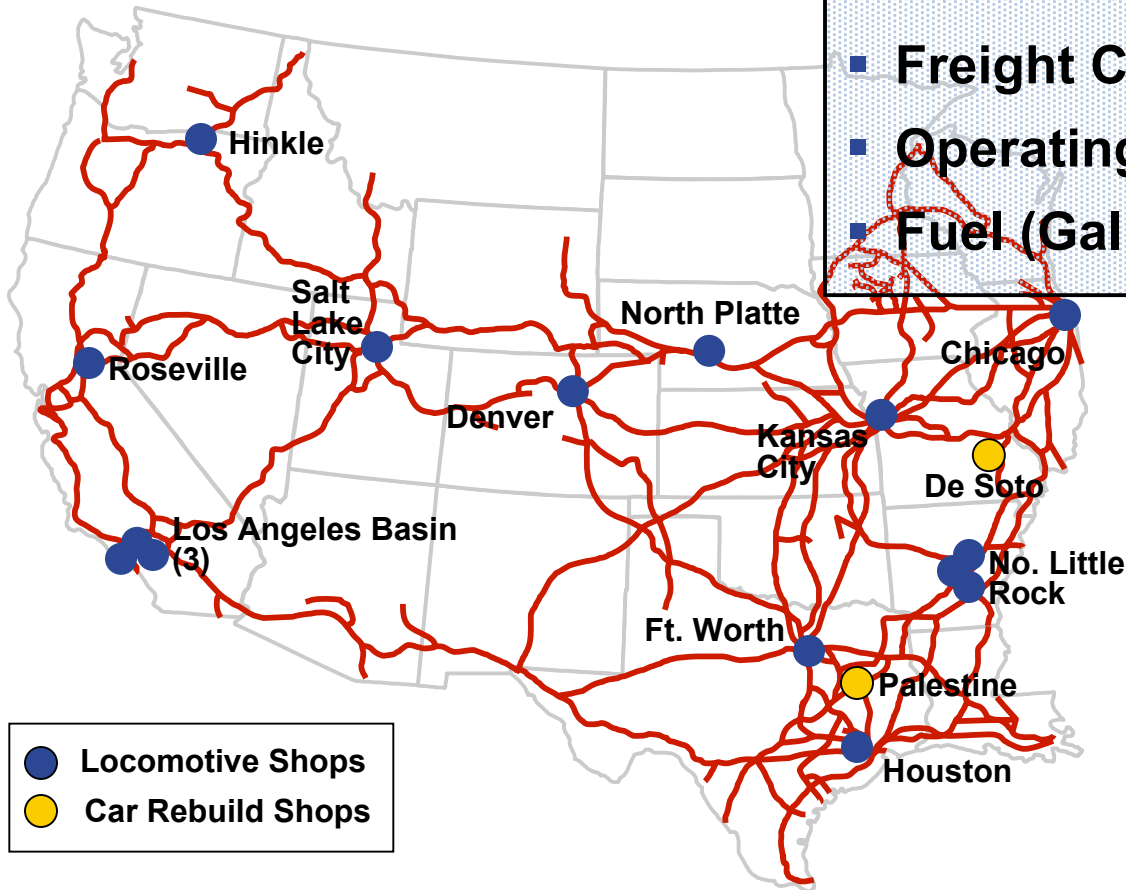 Freight C
Operating
Fuel (Gal
Hinkle
Salt
Lake
City
North Platte
Roseville
Chicago
Denver
Kansas
City
De Soto
Los Angeles Basin
(3)
No. Little
Rock
Ft. Worth
Palestine
Houston
Locomotive Shops
Car Rebuild Shops